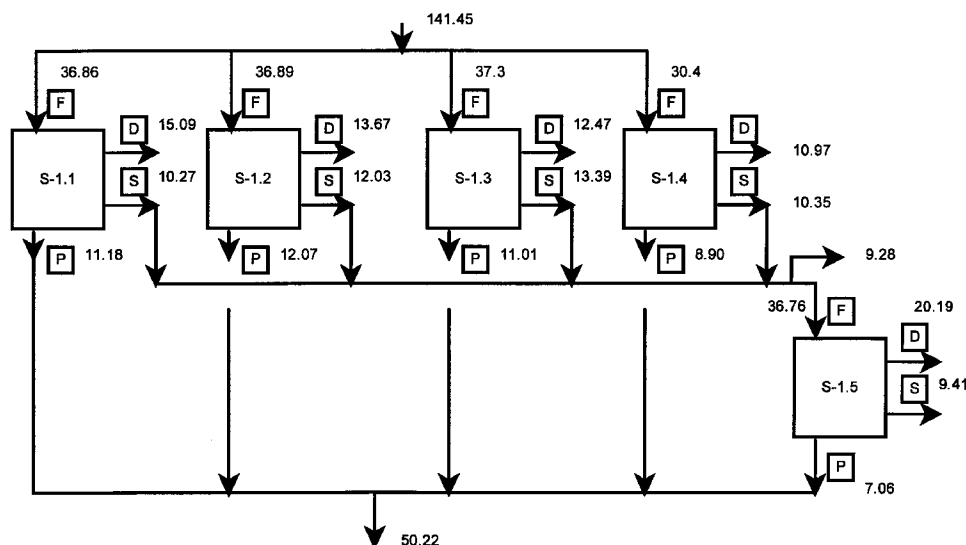 141.45
36.86 36.89 37.3 30.4
F F F F
D 15.09 D 13.67 D 12.47 D 10.97
S-1.1 S-1.2 S-1.3 S-1.4
S 10.27 S 12.03 S 13.39 S 10.35
P 11.18 P 12.07 P 11.01 P 8.90 9.28
36.76 F 20.19
D
S-1.5 S 9.41
P 7.06
50.22